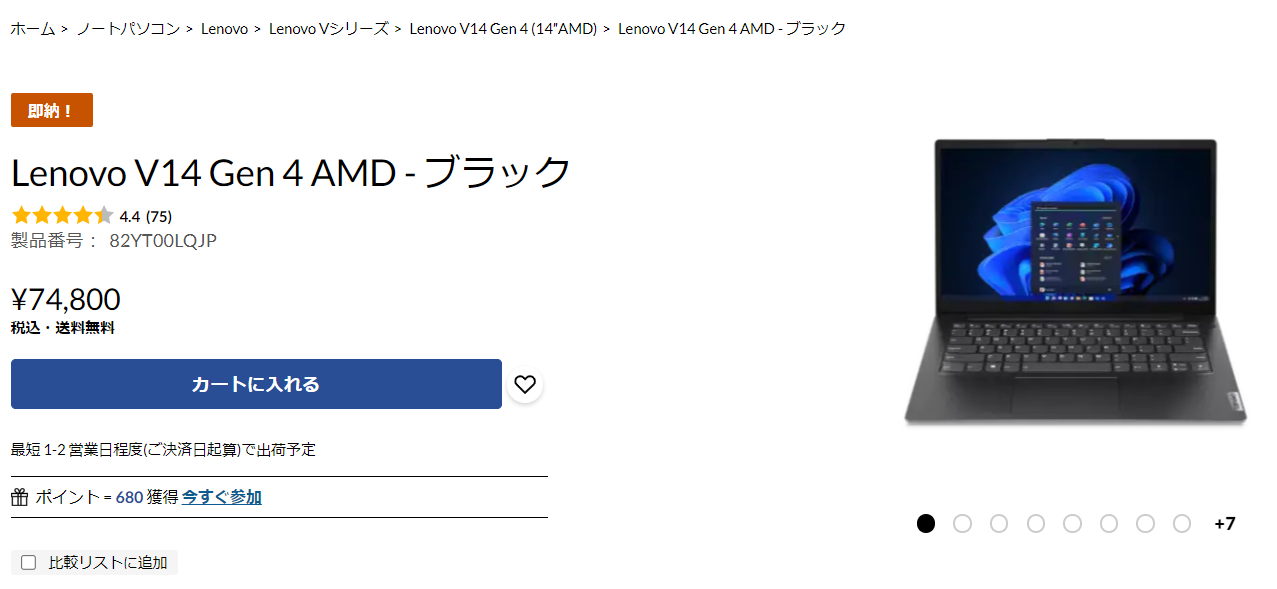 ホーム > ノートパソコン > Lenovo > Lenovo Vシリーズ > Lenovo V14 Gen 4 (14"AMD) > Lenovo V14 Gen 4 AMD - ブラック
即納！
Lenovo V14 Gen 4 AMD - ブラック
4.4 (75)
製品番号： 82YT00LQJP
¥74,800
税込・送料無料
カートに入れる
最短 1-2 営業日程度(ご決済日起算)で出荷予定
ポイント = 680 獲得 今すぐ参加
比較リストに追加
Lenovo
+7